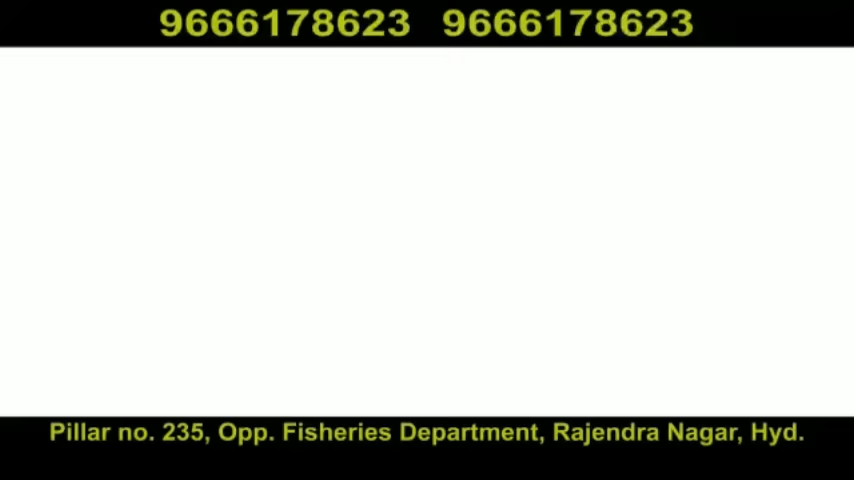 9666178623 9666178623
Pillar no. 235, Opp. Fisheries Department, Rajendra Nagar, Hyd.